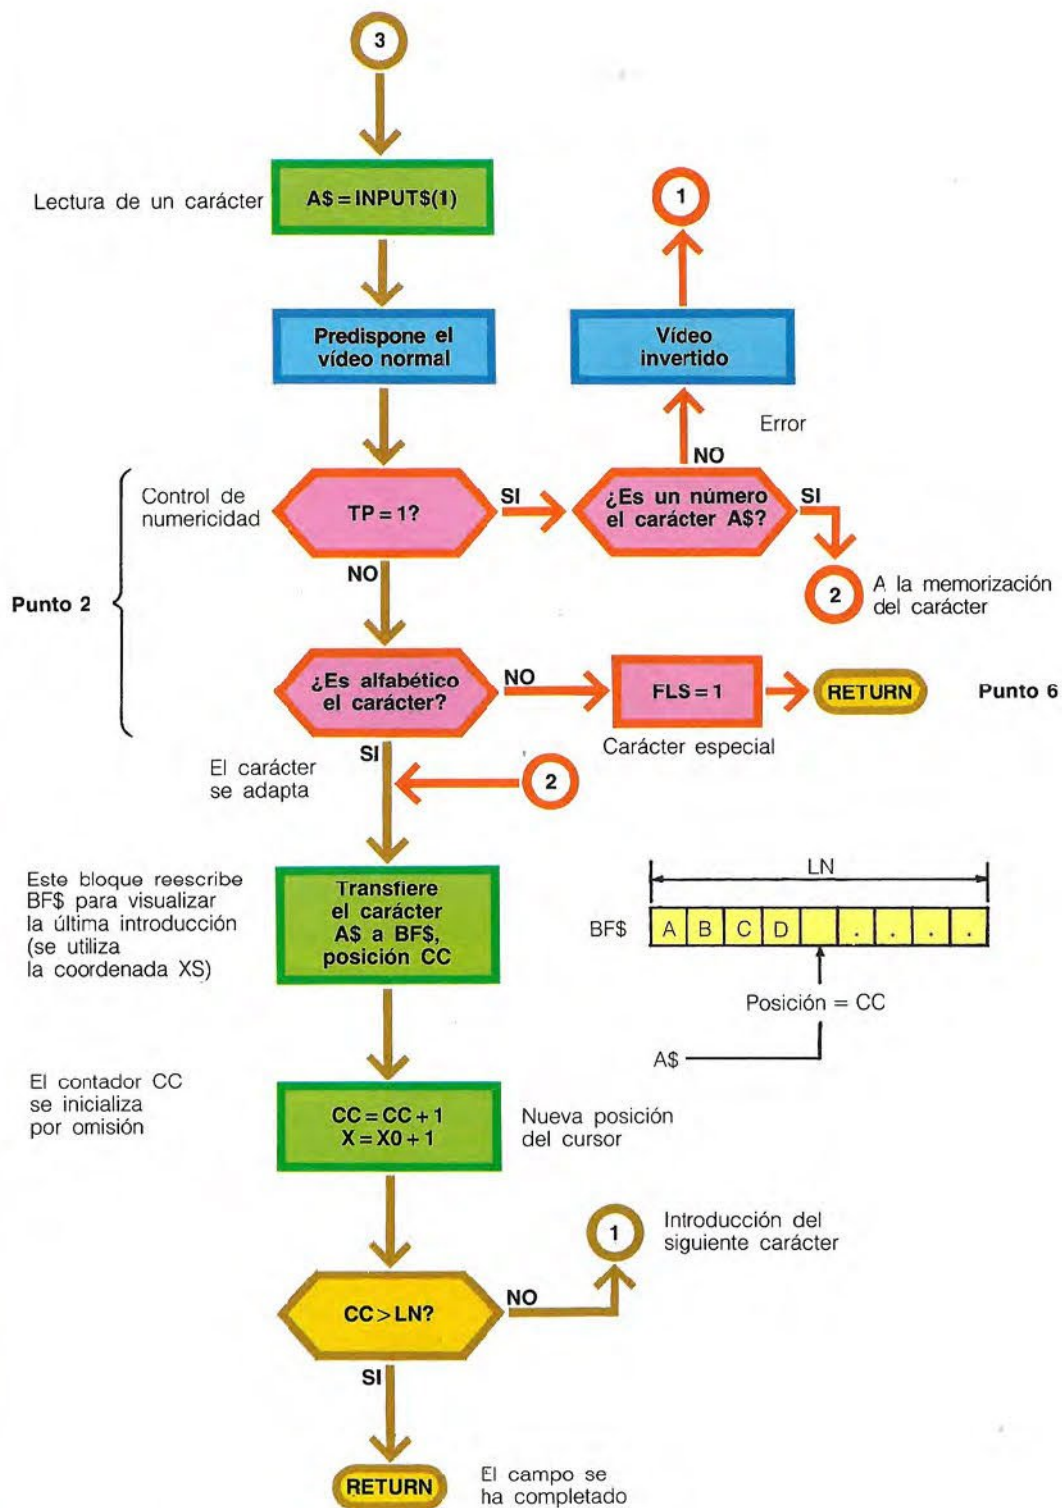 3
Lectura de un carácter
A$ = INPUT$(1)
1
Predispone el
vídeo normal
Vídeo
invertido
Error
NO
Control de
numericidad
TP = 1?
SI
¿Es un número
el carácter A$?
SI
NO
2
A la memorización
del carácter
Punto 2
¿Es alfabético
el carácter?
NO
FLS = 1
RETURN
Punto 6
Carácter especial
SI
El carácter
se adapta
2
Este bloque reescribe
BF$ para visualizar
la última introducción
(se utiliza
la coordenada XS)
Transfiere
el carácter
A$ a BF$,
posición CC
LN
BF$
A B C D . . . .
Posición = CC
A$
El contador CC
se inicializa
por omisión
CC = CC + 1
X = X0 + 1
Nueva posición
del cursor
1
Introducción del
siguiente carácter
CC > LN?
NO
SI
RETURN
El campo se
ha completado